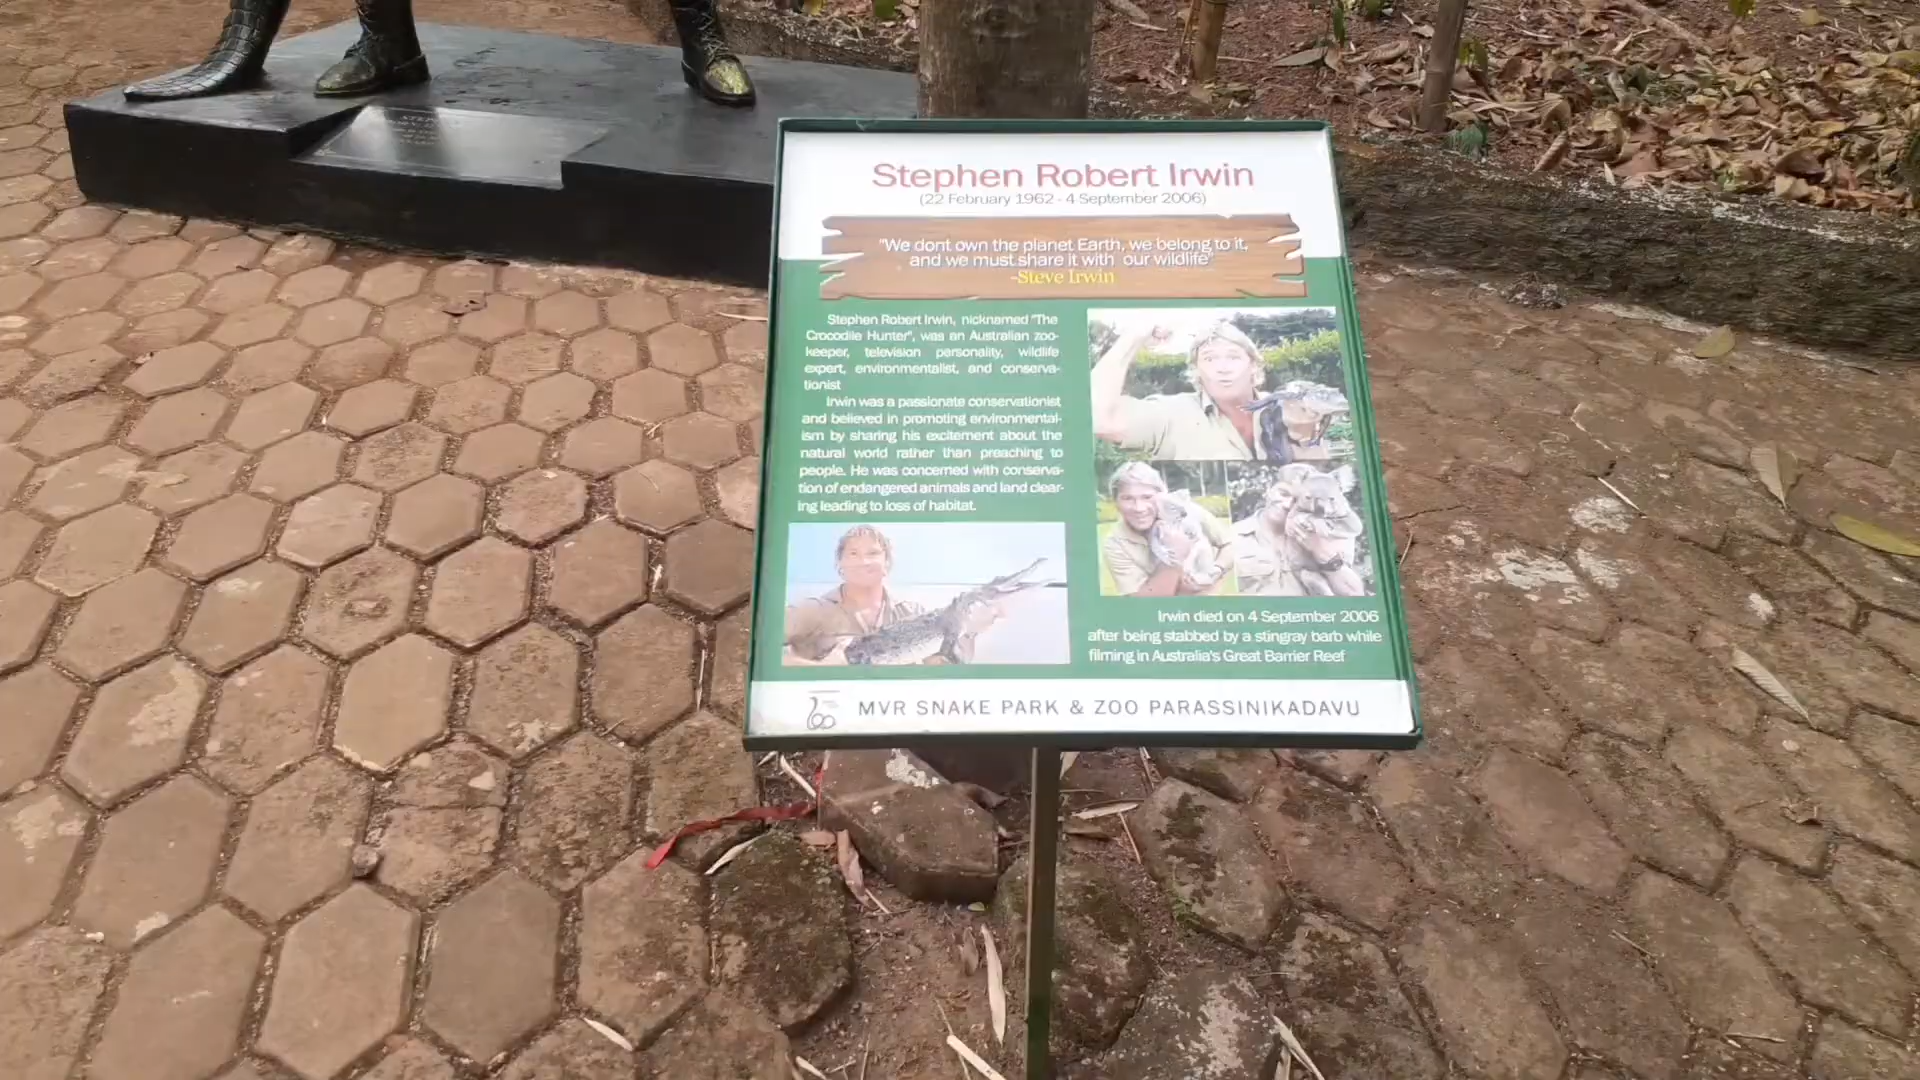 STEPHEN
Stephen Robert Irwin
(22 February 1962 - 4 September 2006)
"We dont own the planet Earth, we belong to it,
and we must share it with our wildlife"
-Steve Irwin
Stephen Robert Irwin, nicknamed "The
Crocodile Hunter", was an Australian zoo-
keeper, television personality, wildlife
expert, environmentalist, and conserva-
tionist
Irwin was a passionate conservationist
and believed in promoting environmental-
ism by sharing his excitement about the
natural world rather than preaching to
people. He was concerned with conserva-
tion of endangered animals and land clear-
ing leading to loss of habitat.
Irwin died on 4 September 2006
after being stabbed by a stingray barb while
filming in Australia's Great Barrier Reef
MVR SNAKE PARK & ZOO PARASSINIKADAVU